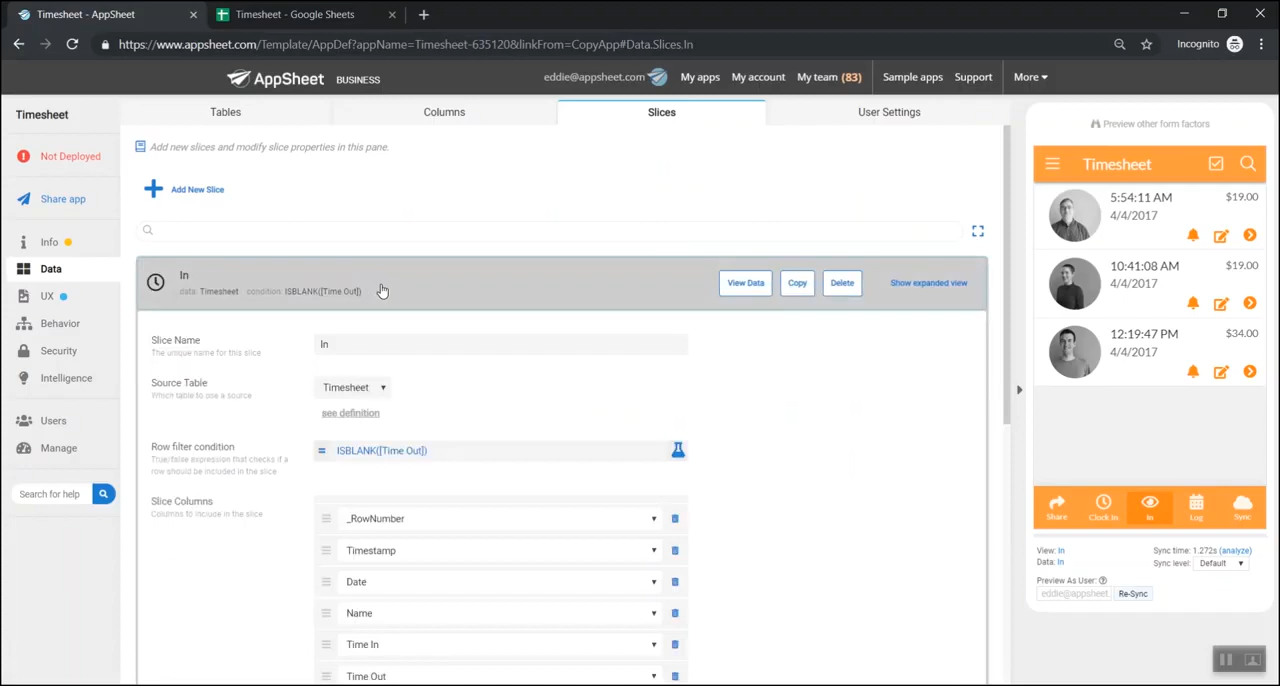 Timesheet - AppSheet
Timesheet - Google Sheets
https://www.appsheet.com/Template/AppDef?appName=Timesheet-635120&linkFrom=CopyApp#Data.Slices.In
Incognito
AppSheet BUSINESS
eddie@appsheet.com
My apps
My account
My team (83)
Sample apps
Support
More
Timesheet
Not Deployed
Share app
Info
Data
UX
Behavior
Security
Intelligence
Users
Manage
Search for help
Tables
Columns
Slices
User Settings
Add new slices and modify slice properties in this pane.
Add New Slice
In
data: Timesheet condition: ISBLANK([Time Out])
View Data
Copy
Delete
Show expanded view
Slice Name
The unique name for this slice.
In
Source Table
Which table to use a source
Timesheet
see definition
Row filter condition
True/false expression that checks if a
row should be included in the slice
= ISBLANK([Time Out])
Slice Columns
Columns to include in the slice
_RowNumber
Timestamp
Date
Name
Time In
Time Out
Preview other form factors
Timesheet
5:54:11 AM
$19.00
4/4/2017
10:41:08 AM
$19.00
4/4/2017
12:19:47 PM
$34.00
4/4/2017
Share
Clock In
In
Log
Sync
View: In
Data: In
Sync time: 1.272s (analyze)
Sync level: Default
Preview As User:
eddie@appsheet.
Re-Sync